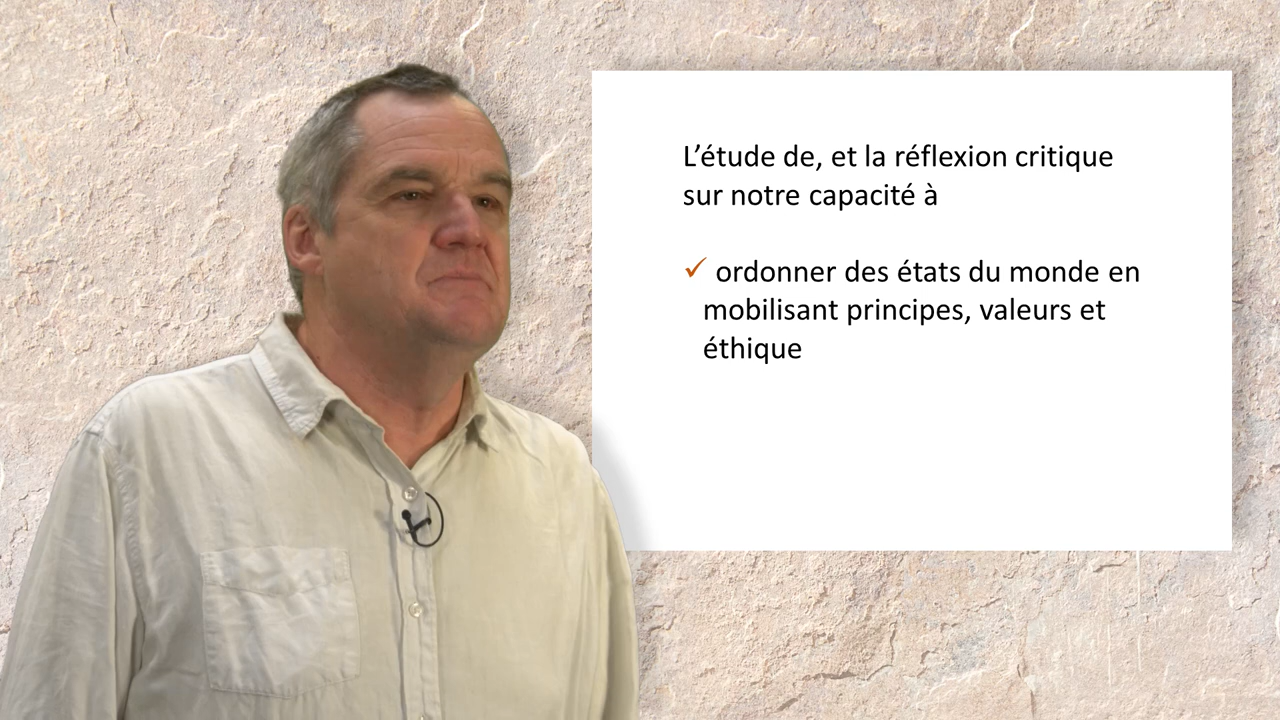 L’étude de, et la réflexion critique
sur notre capacité à
✓ ordonner des états du monde en
mobilisant principes, valeurs et
éthique